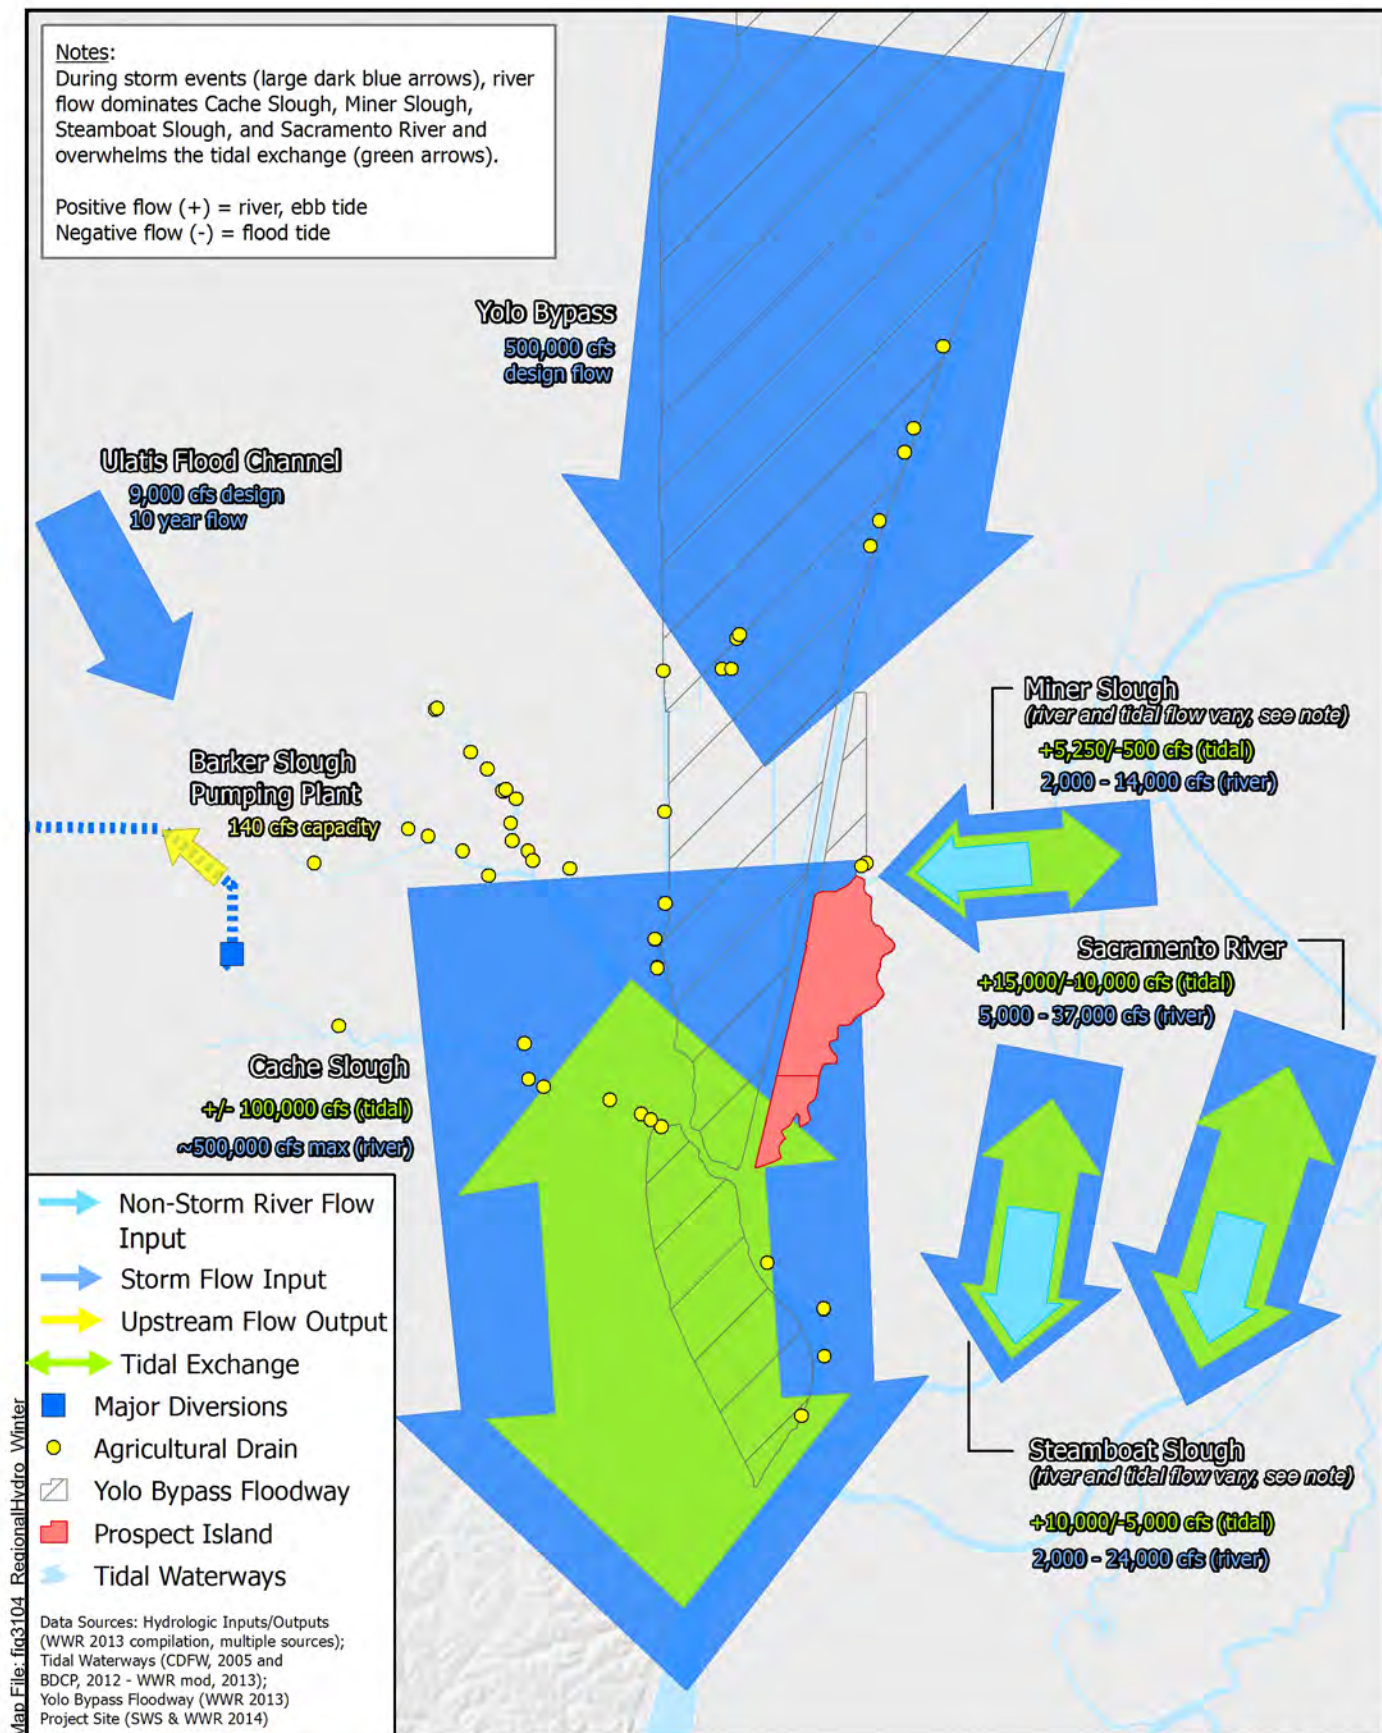 Notes:
During storm events (large dark blue arrows), river
flow dominates Cache Slough, Miner Slough,
Steamboat Slough, and Sacramento River and
overwhelms the tidal exchange (green arrows).
Positive flow (+) = river, ebb tide
Negative flow (-) = flood tide
Yolo Bypass
500,000 cfs
design flow
Ulatis Flood Channel
9,000 cfs design
10 year flow
Miner Slough
(river and tidal flow vary, see note)
+5,250/-500 cfs (tidal)
2,000 - 14,000 cfs (river)
Barker Slough
Pumping Plant
140 cfs capacity
Sacramento River
+15,000/-10,000 cfs (tidal)
5,000 - 37,000 cfs (river)
Cache Slough
+/- 100,000 cfs (tidal)
~500,000 cfs max (river)
Steamboat Slough
(river and tidal flow vary, see note)
+10,000/-5,000 cfs (tidal)
2,000 - 24,000 cfs (river)
Non-Storm River Flow
Input
Storm Flow Input
Upstream Flow Output
Tidal Exchange
Major Diversions
Agricultural Drain
Yolo Bypass Floodway
Prospect Island
Tidal Waterways
Data Sources: Hydrologic Inputs/Outputs
(WWR 2013 compilation, multiple sources);
Tidal Waterways (CDFW, 2005 and
BDCP, 2012 - WWR mod, 2013);
Yolo Bypass Floodway (WWR 2013)
Project Site (SWS & WWR 2014)
Map File: fig3104_RegionalHydro_Winter